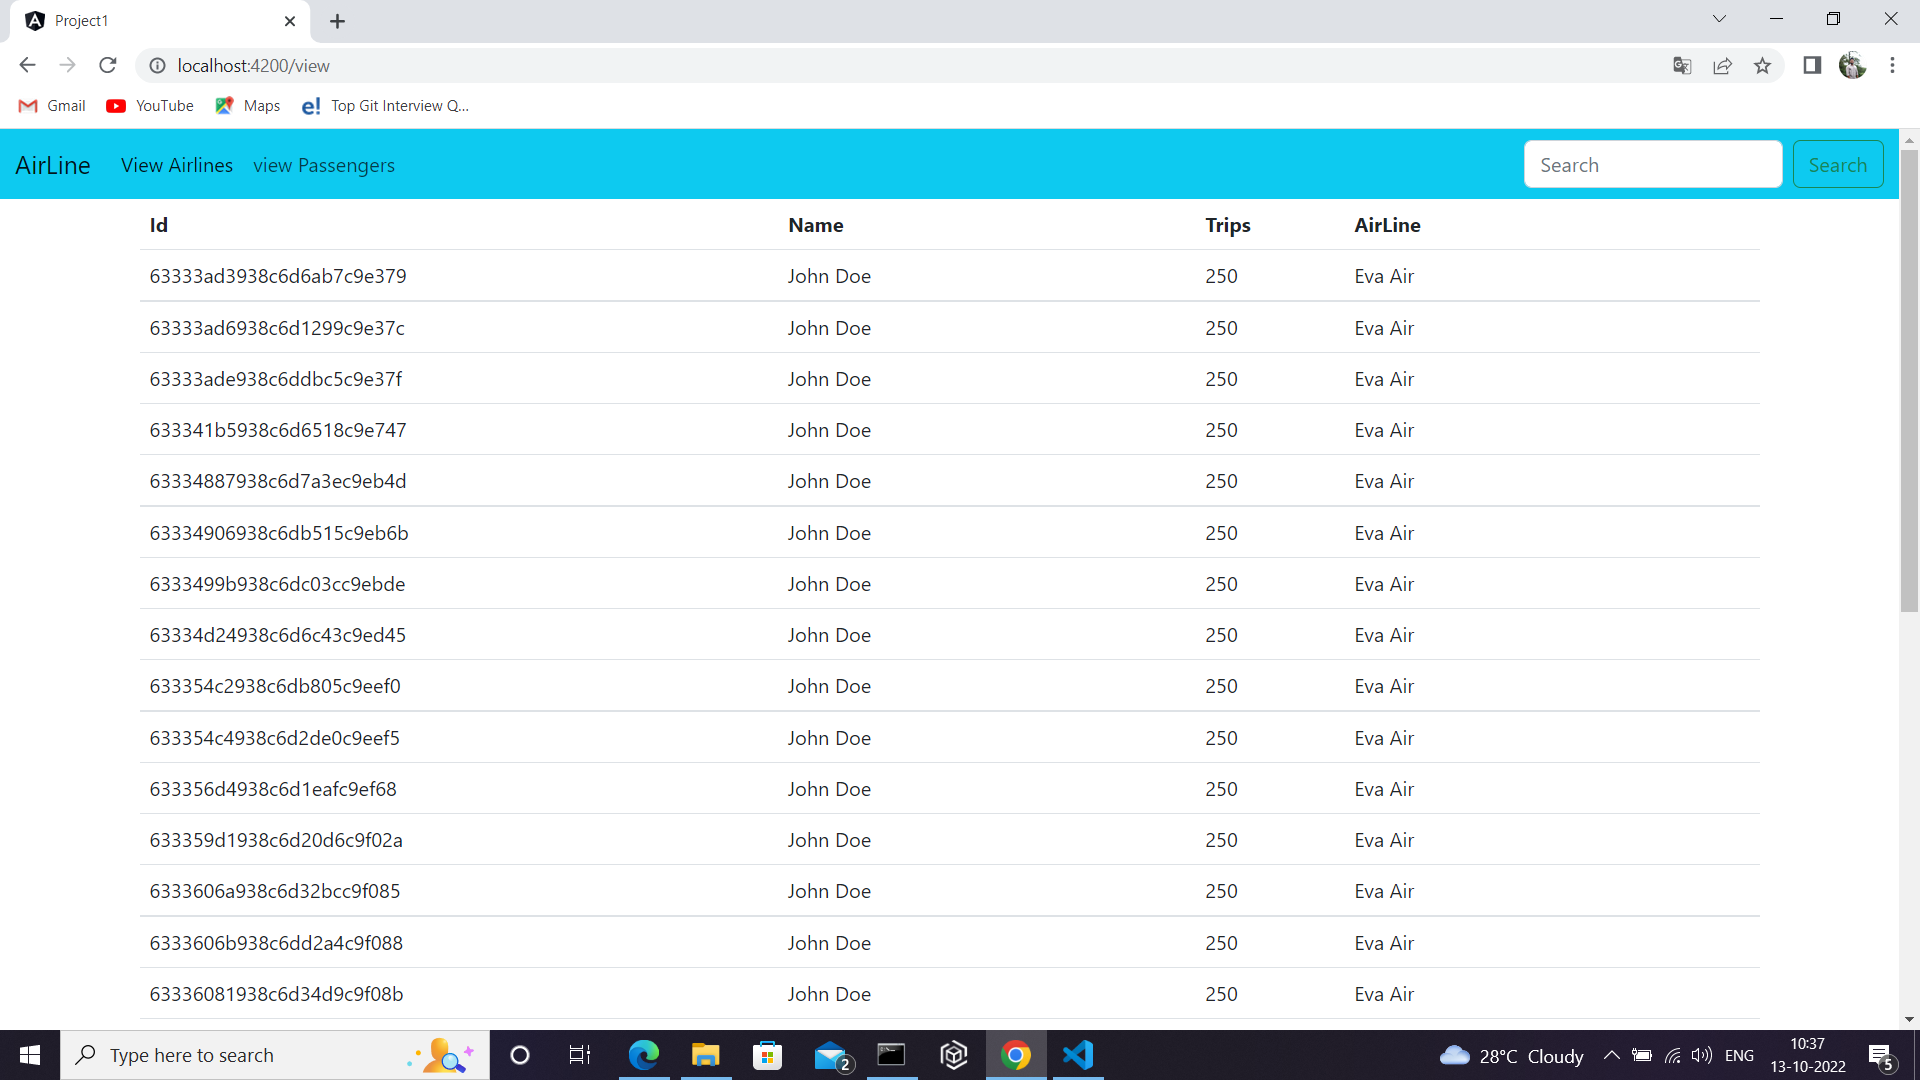 Project1
localhost:4200/view
Gmail YouTube Maps e! Top Git Interview Q...
AirLine View Airlines view Passengers Search Search
Id Name Trips AirLine
63333ad3938c6d6ab7c9e379 John Doe 250 Eva Air
63333ad6938c6d1299c9e37c John Doe 250 Eva Air
63333ade938c6ddbc5c9e37f John Doe 250 Eva Air
633341b5938c6d6518c9e747 John Doe 250 Eva Air
63334887938c6d7a3ec9eb4d John Doe 250 Eva Air
63334906938c6db515c9eb6b John Doe 250 Eva Air
6333499b938c6dc03cc9ebde John Doe 250 Eva Air
63334d24938c6d6c43c9ed45 John Doe 250 Eva Air
633354c2938c6db805c9eef0 John Doe 250 Eva Air
633354c4938c6d2de0c9eef5 John Doe 250 Eva Air
633356d4938c6d1eafc9ef68 John Doe 250 Eva Air
633359d1938c6d20d6c9f02a John Doe 250 Eva Air
6333606a938c6d32bcc9f085 John Doe 250 Eva Air
6333606b938c6dd2a4c9f088 John Doe 250 Eva Air
63336081938c6d34d9c9f08b John Doe 250 Eva Air
Type here to search 2 28°C Cloudy ENG 10:37 5
13-10-2022